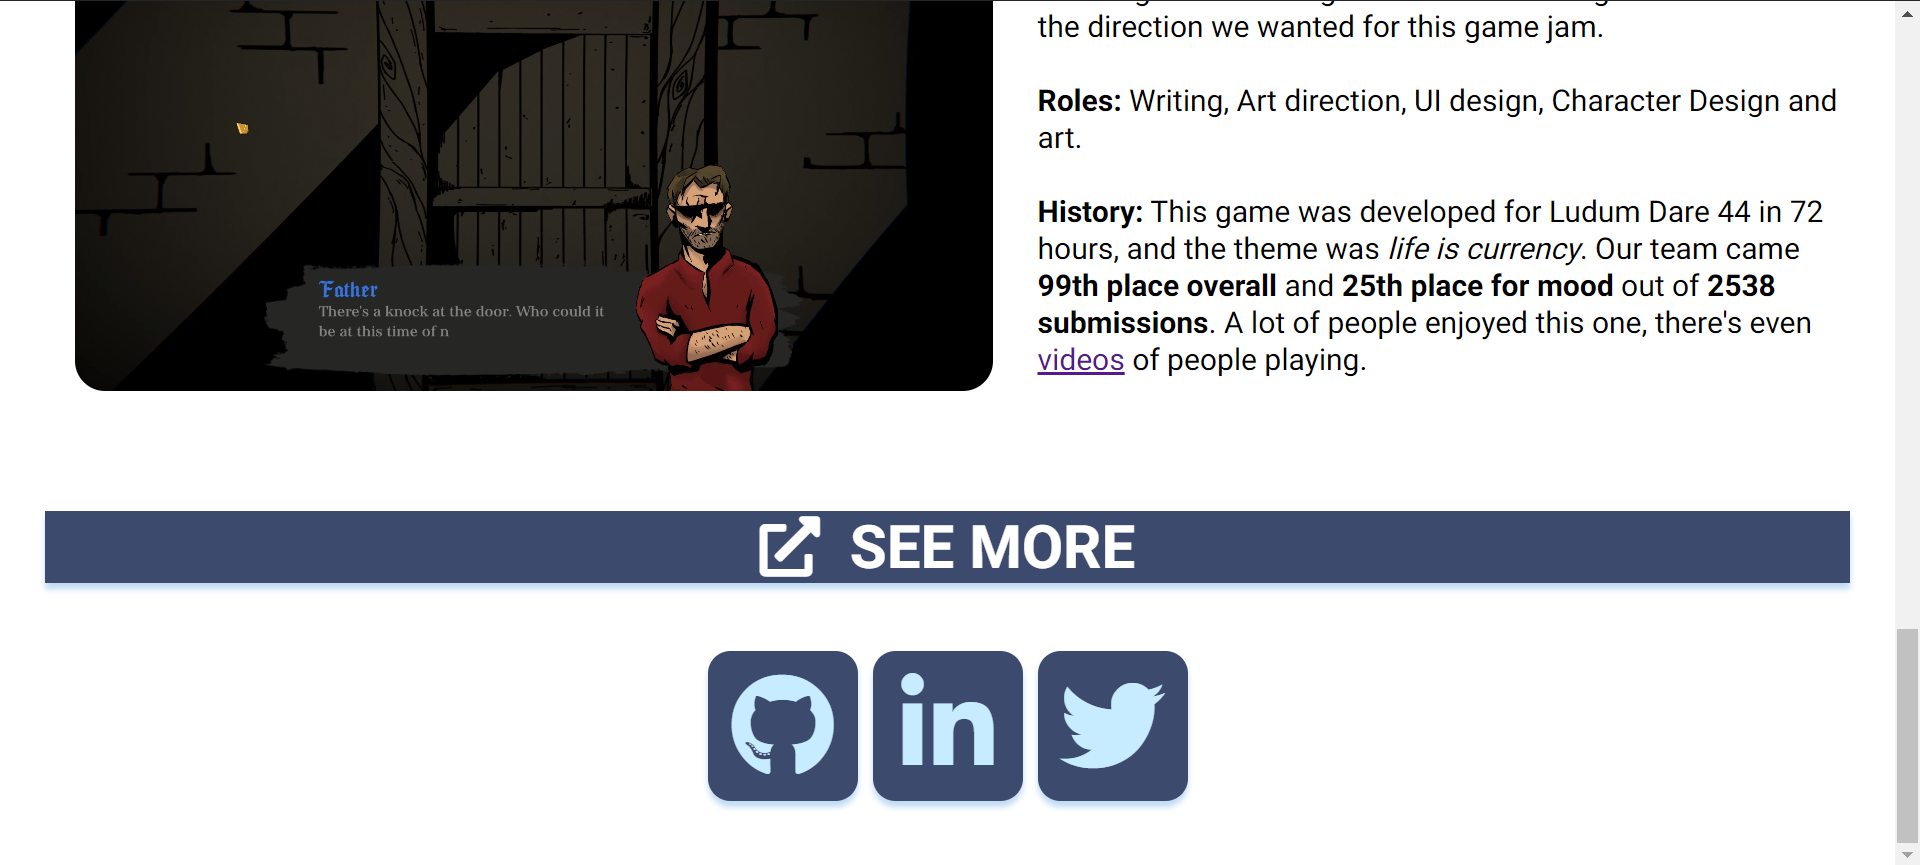 the direction we wanted for this game jam.
Roles: Writing, Art direction, UI design, Character Design and
art.
History: This game was developed for Ludum Dare 44 in 72
hours, and the theme was life is currency. Our team came
99th place overall and 25th place for mood out of 2538
submissions. A lot of people enjoyed this one, there's even
videos of people playing.
Father
There's a knock at the door. Who could it
be at this time of n
SEE MORE
in